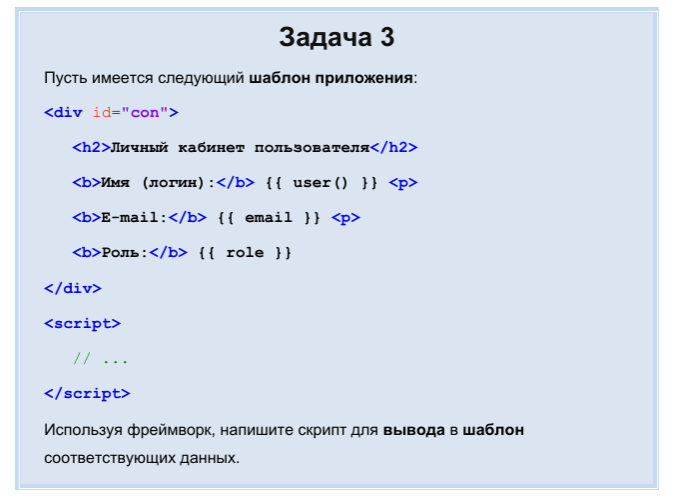 Задача 3
Пусть имеется следующий шаблон приложения:
<div id="con">
<h2>Личный кабинет пользователя</h2>
<b>Имя (логин):</b> {{ user() }} <p>
<b>E-mail:</b> {{ email }} <p>
<b>Роль:</b> {{ role }}
</div>
<script>
// ...
</script>
Используя фреймворк, напишите скрипт для вывода в шаблон
соответствующих данных.